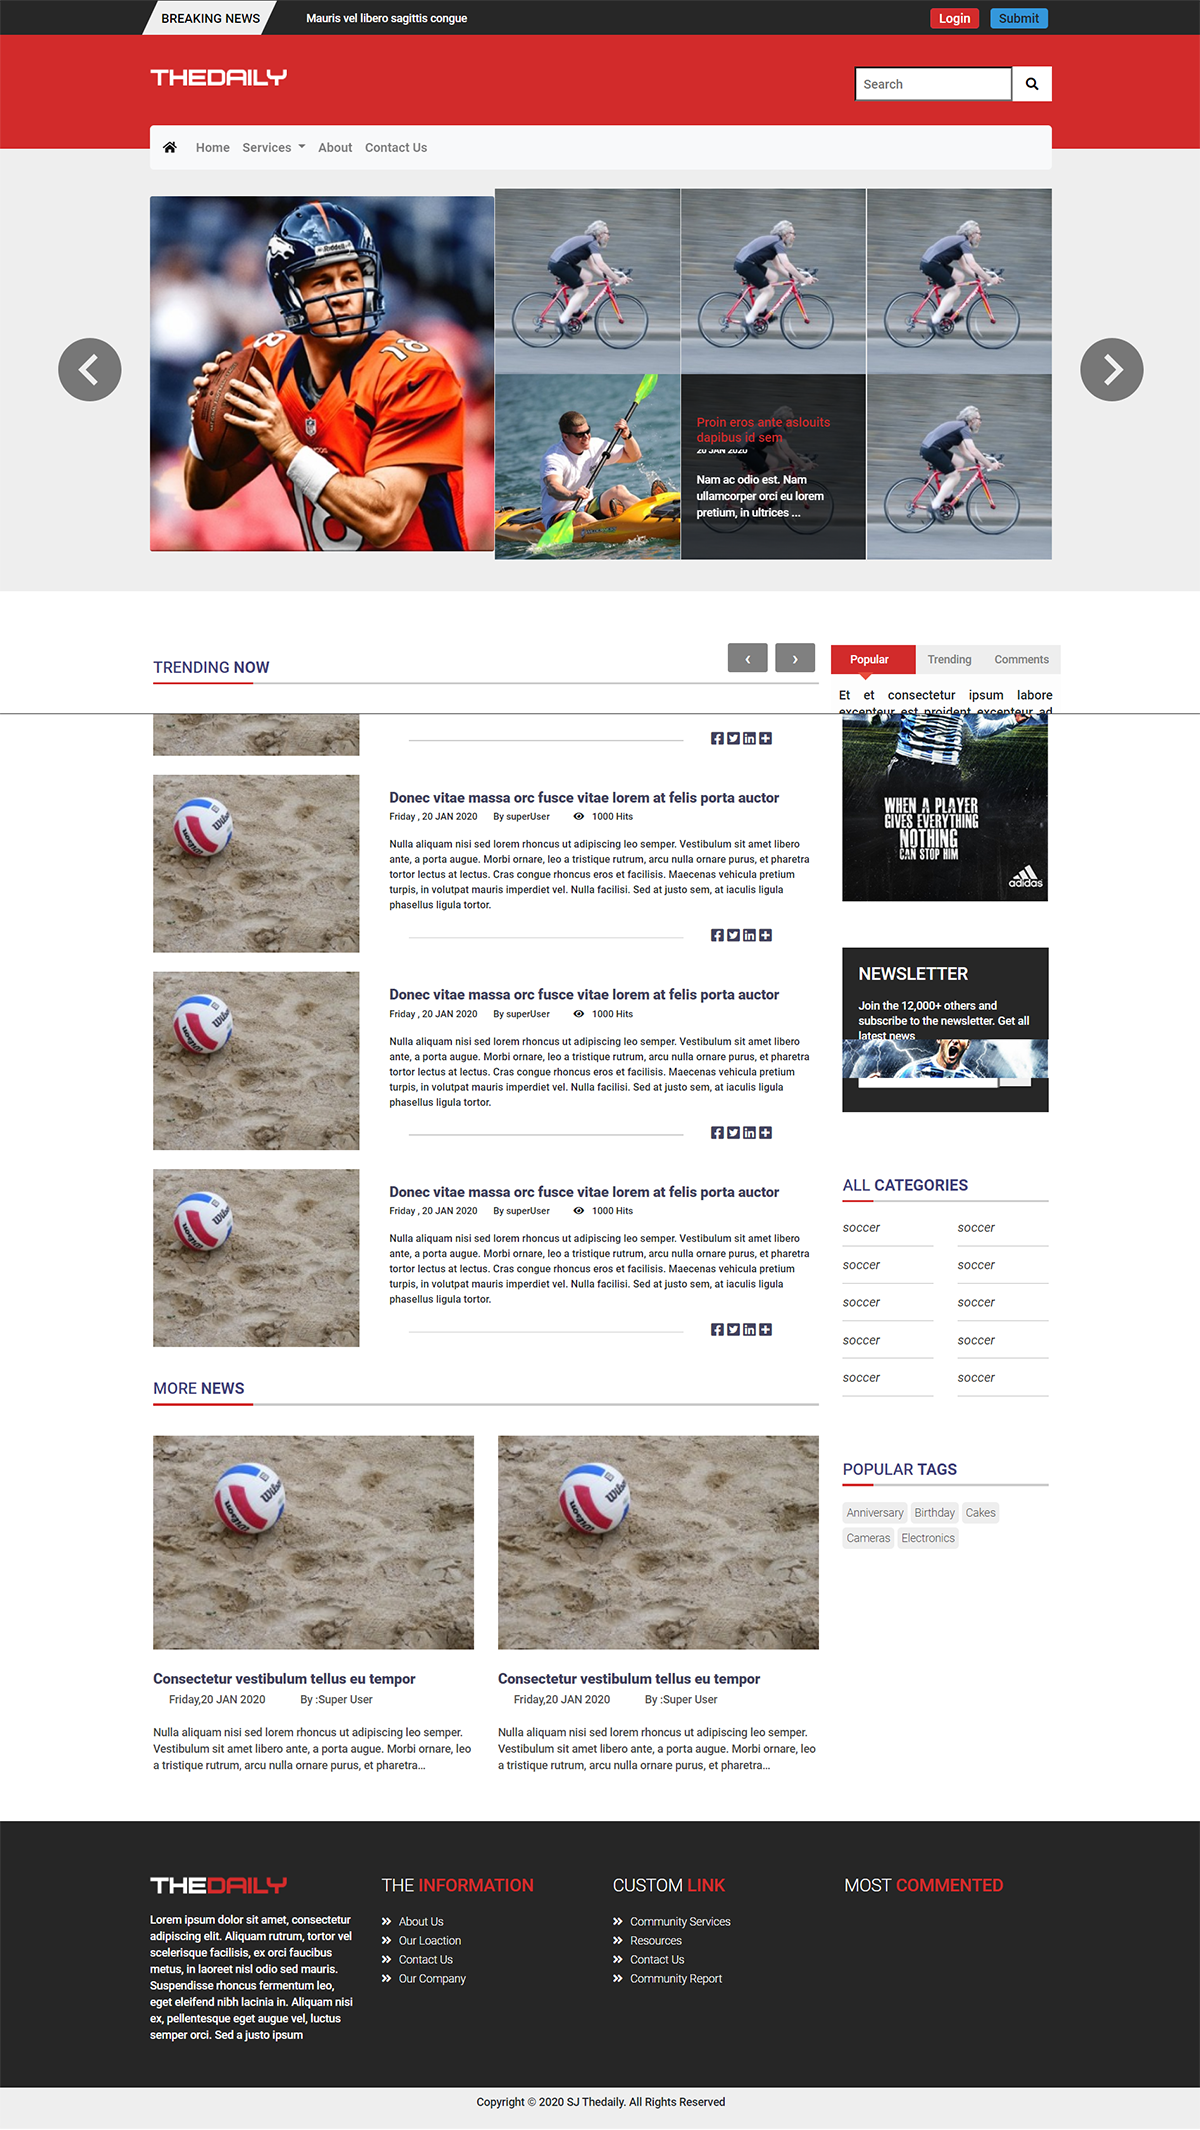 BREAKING NEWS
Mauris vel libero sagittis congue
Login
Submit
THEDAILY
Search
Home
Services
About
Contact Us
Riddell
18
18
Proin eros ante aslouits
dapibus id sem
20 JAN 2020
Nam ac odio est. Nam
ullamcorper orci eu lorem
pretium, in ultrices ...
TRENDING NOW
‹
›
Popular
Trending
Comments
Et et consectetur ipsum labore
excepteur est proident excepteur ad
WHEN A PLAYER
GIVES EVERYTHING
NOTHING
CAN STOP HIM
adidas
Donec vitae massa orc fusce vitae lorem at felis porta auctor
Friday , 20 JAN 2020 By superUser 1000 Hits
Nulla aliquam nisi sed lorem rhoncus ut adipiscing leo semper. Vestibulum sit amet libero
ante, a porta augue. Morbi ornare, leo a tristique rutrum, arcu nulla ornare purus, et pharetra
tortor lectus at lectus. Cras congue rhoncus eros et facilisis. Maecenas vehicula pretium
turpis, in volutpat mauris imperdiet vel. Nulla facilisi. Sed at justo sem, at iaculis ligula
phasellus ligula tortor.
Donec vitae massa orc fusce vitae lorem at felis porta auctor
Friday , 20 JAN 2020 By superUser 1000 Hits
Nulla aliquam nisi sed lorem rhoncus ut adipiscing leo semper. Vestibulum sit amet libero
ante, a porta augue. Morbi ornare, leo a tristique rutrum, arcu nulla ornare purus, et pharetra
tortor lectus at lectus. Cras congue rhoncus eros et facilisis. Maecenas vehicula pretium
turpis, in volutpat mauris imperdiet vel. Nulla facilisi. Sed at justo sem, at iaculis ligula
phasellus ligula tortor.
Donec vitae massa orc fusce vitae lorem at felis porta auctor
Friday , 20 JAN 2020 By superUser 1000 Hits
Nulla aliquam nisi sed lorem rhoncus ut adipiscing leo semper. Vestibulum sit amet libero
ante, a porta augue. Morbi ornare, leo a tristique rutrum, arcu nulla ornare purus, et pharetra
tortor lectus at lectus. Cras congue rhoncus eros et facilisis. Maecenas vehicula pretium
turpis, in volutpat mauris imperdiet vel. Nulla facilisi. Sed at justo sem, at iaculis ligula
phasellus ligula tortor.
NEWSLETTER
Join the 12,000+ others and
subscribe to the newsletter. Get all
latest news
ALL CATEGORIES
soccer soccer
soccer soccer
soccer soccer
soccer soccer
soccer soccer
MORE NEWS
Wilson
Wilson
Consectetur vestibulum tellus eu tempor
Friday,20 JAN 2020 By :Super User
Nulla aliquam nisi sed lorem rhoncus ut adipiscing leo semper.
Vestibulum sit amet libero ante, a porta augue. Morbi ornare, leo
a tristique rutrum, arcu nulla ornare purus, et pharetra...
Consectetur vestibulum tellus eu tempor
Friday,20 JAN 2020 By :Super User
Nulla aliquam nisi sed lorem rhoncus ut adipiscing leo semper.
Vestibulum sit amet libero ante, a porta augue. Morbi ornare, leo
a tristique rutrum, arcu nulla ornare purus, et pharetra...
POPULAR TAGS
Anniversary Birthday Cakes
Cameras Electronics
THEDAILY
Lorem ipsum dolor sit amet, consectetur
adipiscing elit. Aliquam rutrum, tortor vel
scelerisque facilisis, ex orci faucibus
metus, in laoreet nisl odio sed mauris.
Suspendisse rhoncus fermentum leo,
eget eleifend nibh lacinia in. Aliquam nisi
ex, pellentesque eget augue vel, luctus
semper orci. Sed a justo ipsum
THE INFORMATION
About Us
Our Loaction
Contact Us
Our Company
CUSTOM LINK
Community Services
Resources
Contact Us
Community Report
MOST COMMENTED
Copyright © 2020 SJ Thedaily. All Rights Reserved